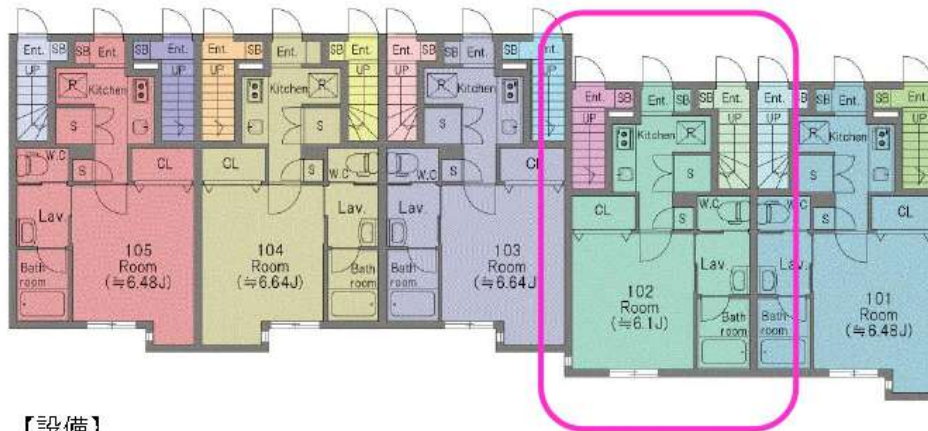 Ent. SB SB Ent. SB Ent. Ent. SB Ent. Ent. Ent. SB Ent. SB Ent.
UP UP UP UP UP UP
R Kitchen Kitchen R R Kitchen
S S S
Ent. SB Ent. SB SB Ent. Ent. SB SB Ent. SB Ent.
UP UP UP UP UP
Kitchen R R Kitchen
S S
W.C S CL CL S W.C W.C S CL
CL S W.C W.C S CL
Lav. Lav. Lav. Lav. Lav.
105
Room
(≒6.48J)
104
Room
(≒6.64J)
103
Room
(≒6.64J)
102
Room
(≒6.1J)
101
Room
(≒6.48J)
Bath
room
Bath
room
Bath
room
Bath
room
Bath
room
【設備】